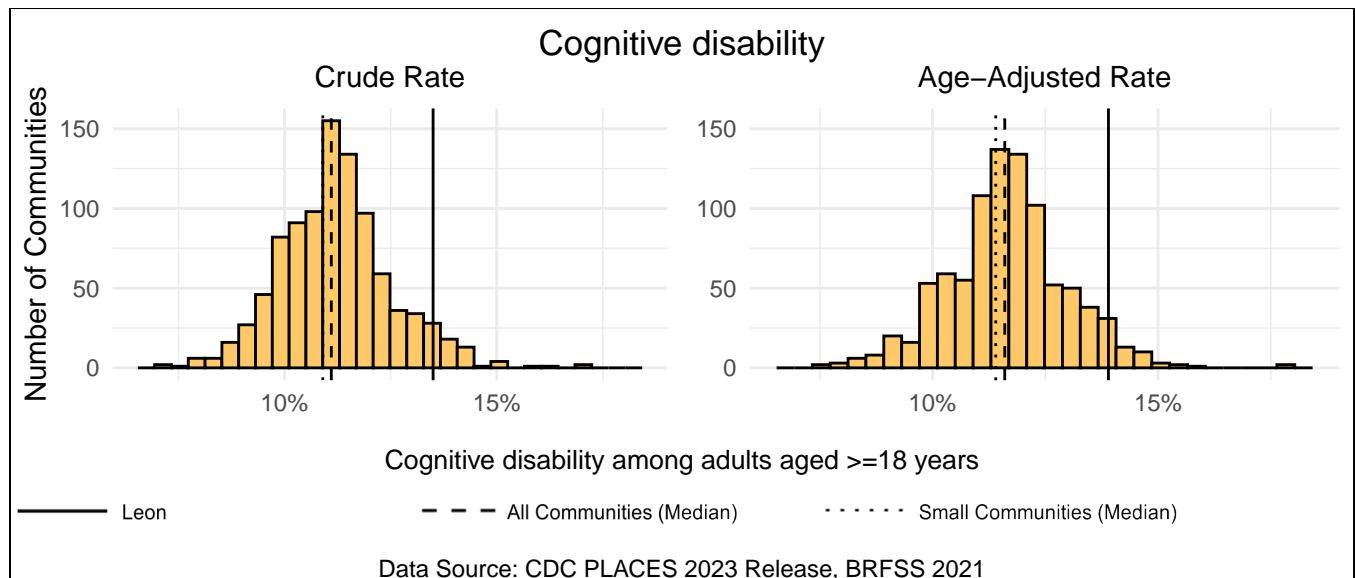 Cognitive disability
Crude Rate
Age−Adjusted Rate
Number of Communities
150
100
50
0
10%
15%
150
100
50
0
10%
15%
Cognitive disability among adults aged >=18 years
Leon
All Communities (Median)
Small Communities (Median)
Data Source: CDC PLACES 2023 Release, BRFSS 2021